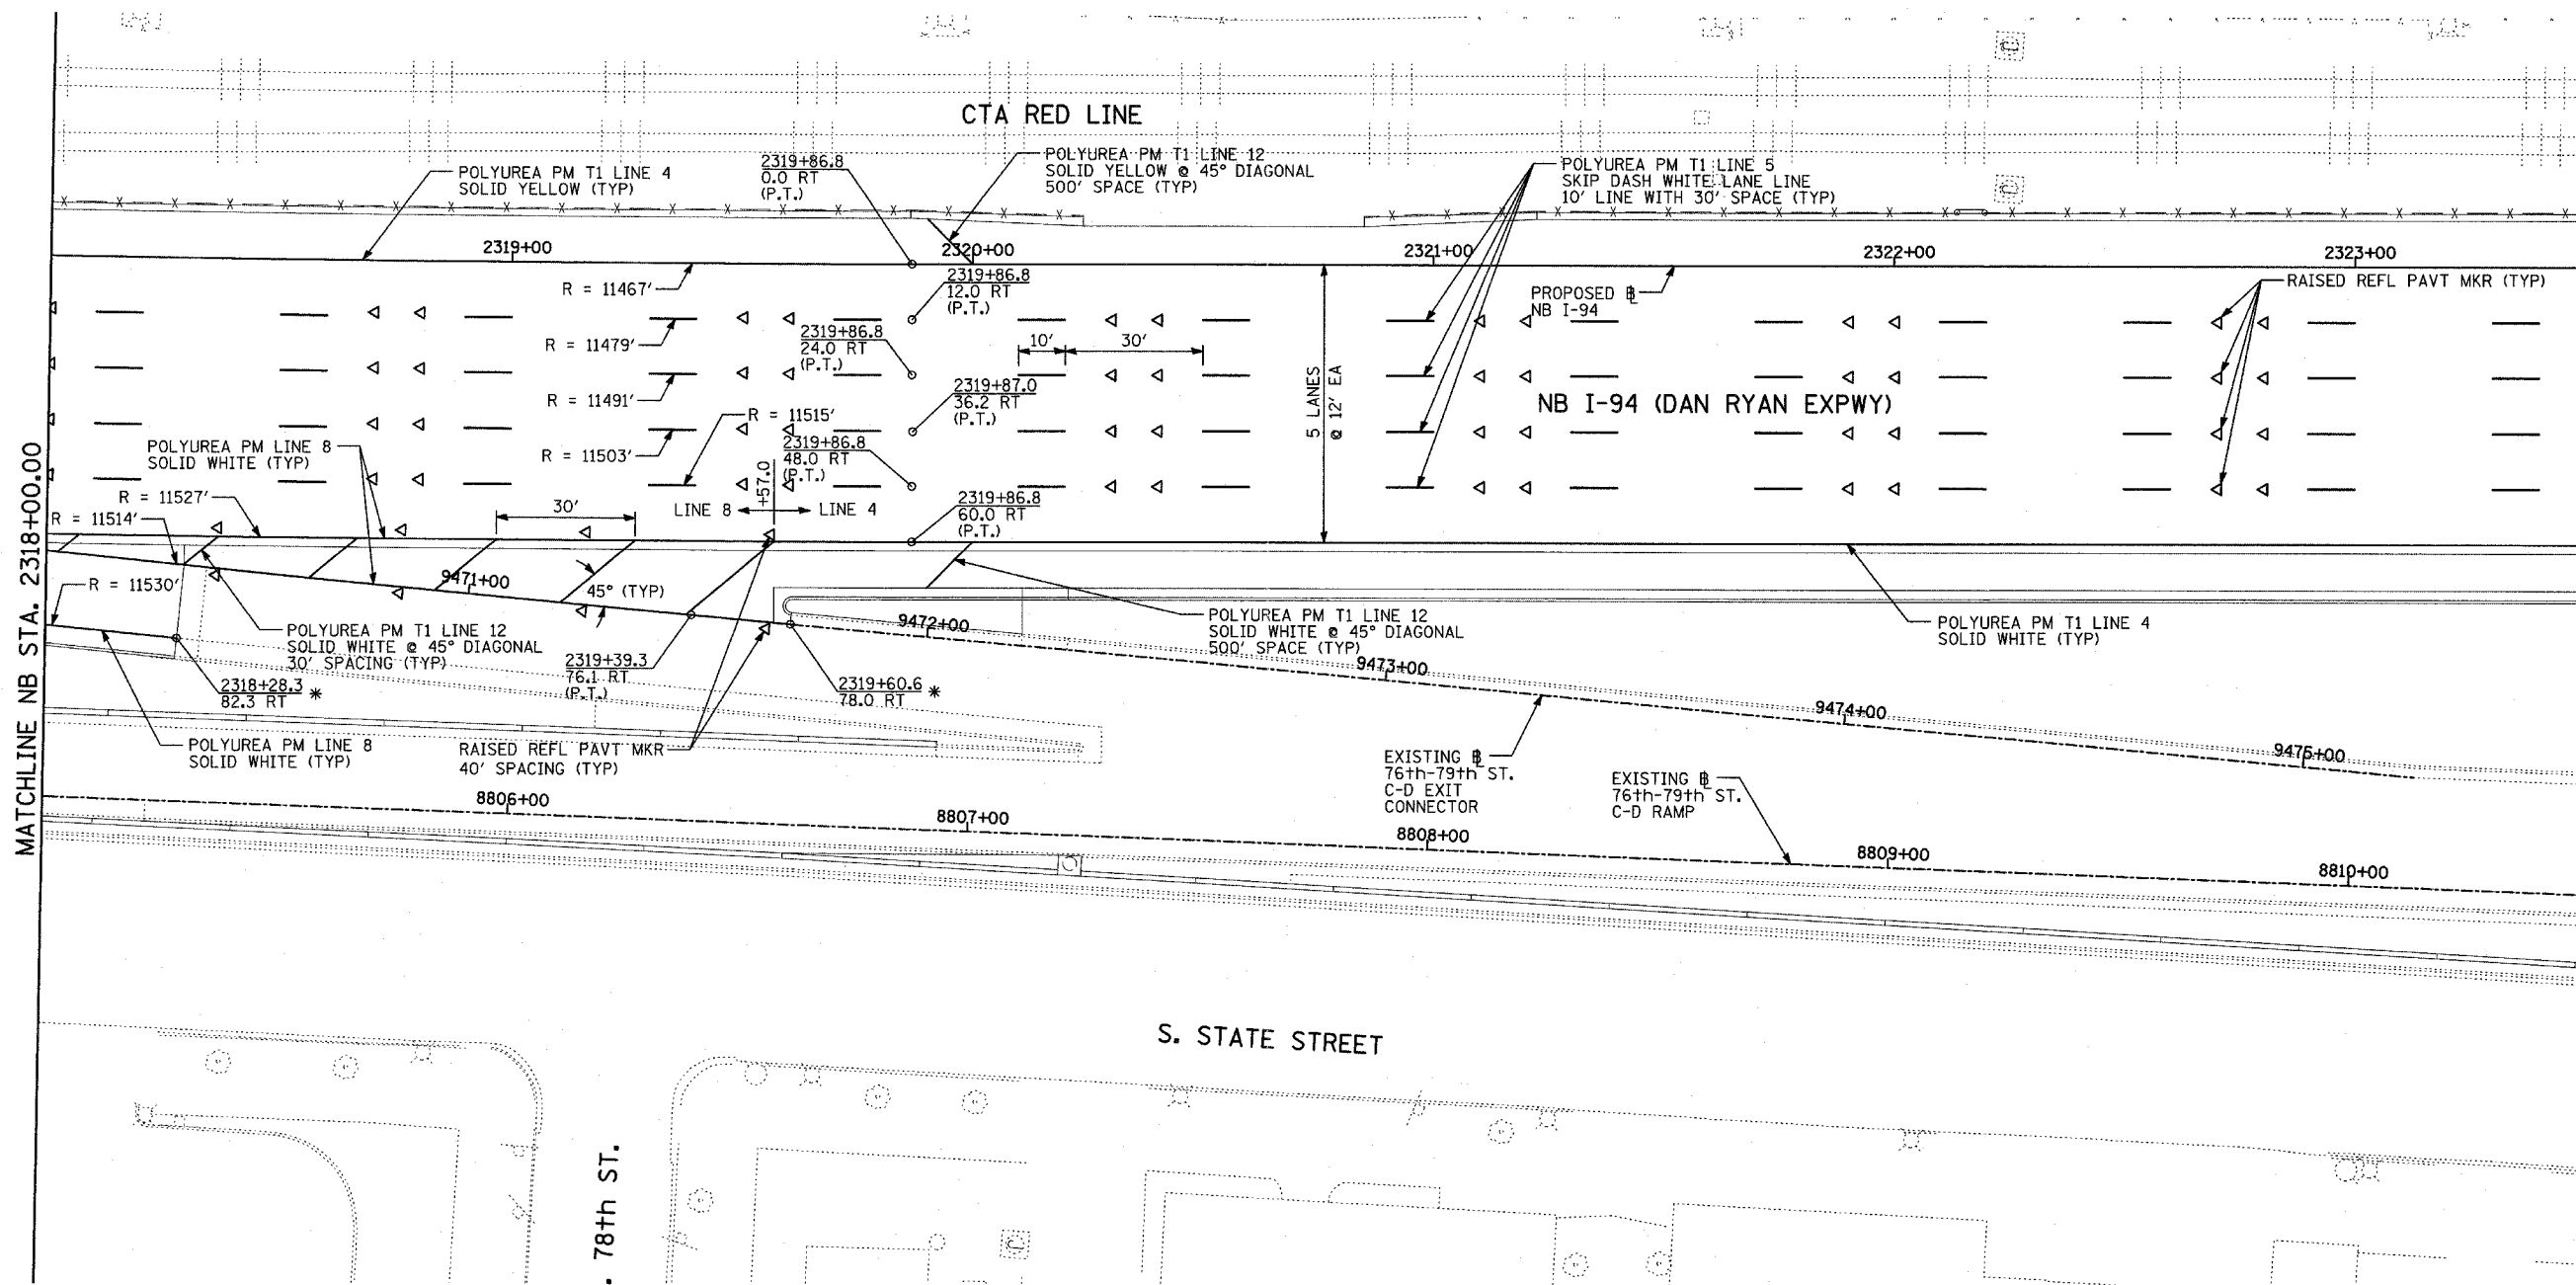 CTA RED LINE
POLYUREA PM T1 LINE 4
SOLID YELLOW (TYP)
2319+86.8
0.0 RT
(P.T.)
POLYUREA PM T1 LINE 12
SOLID YELLOW @ 45° DIAGONAL
500' SPACE (TYP)
POLYUREA PM T1 LINE 5
SKIP DASH WHITE LANE LINE
10' LINE WITH 30' SPACE (TYP)
2319+00
2320+00
2321+00
2322+00
2323+00
R = 11467'
2319+86.8
12.0 RT
(P.T.)
PROPOSED ℄
NB I-94
RAISED REFL PAVT MKR (TYP)
R = 11479'
2319+86.8
24.0 RT
(P.T.)
10'
30'
R = 11491'
2319+87.0
36.2 RT
(P.T.)
5 LANES
@ 12' EA
NB I-94 (DAN RYAN EXPWY)
R = 11515'
R = 11503'
2319+86.8
48.0 RT
(P.T.)
POLYUREA PM LINE 8
SOLID WHITE (TYP)
R = 11527'
R = 11514'
30'
LINE 8
+57.0
LINE 4
2319+86.8
60.0 RT
(P.T.)
MATCHLINE NB STA. 2318+00.00
R = 11530'
9471+00
45° (TYP)
9472+00
9473+00
9474+00
9475+00
POLYUREA PM T1 LINE 12
SOLID WHITE @ 45° DIAGONAL
30' SPACING (TYP)
2319+39.3
76.1 RT
(P.T.)
POLYUREA PM T1 LINE 12
SOLID WHITE @ 45° DIAGONAL
500' SPACE (TYP)
POLYUREA PM T1 LINE 4
SOLID WHITE (TYP)
2318+28.3 *
82.3 RT
2319+60.6 *
78.0 RT
POLYUREA PM LINE 8
SOLID WHITE (TYP)
RAISED REFL PAVT MKR
40' SPACING (TYP)
EXISTING ℄
76th-79th ST.
C-D EXIT
CONNECTOR
EXISTING ℄
76th-79th ST.
C-D RAMP
8806+00
8807+00
8808+00
8809+00
8810+00
S. STATE STREET
. 78th ST.